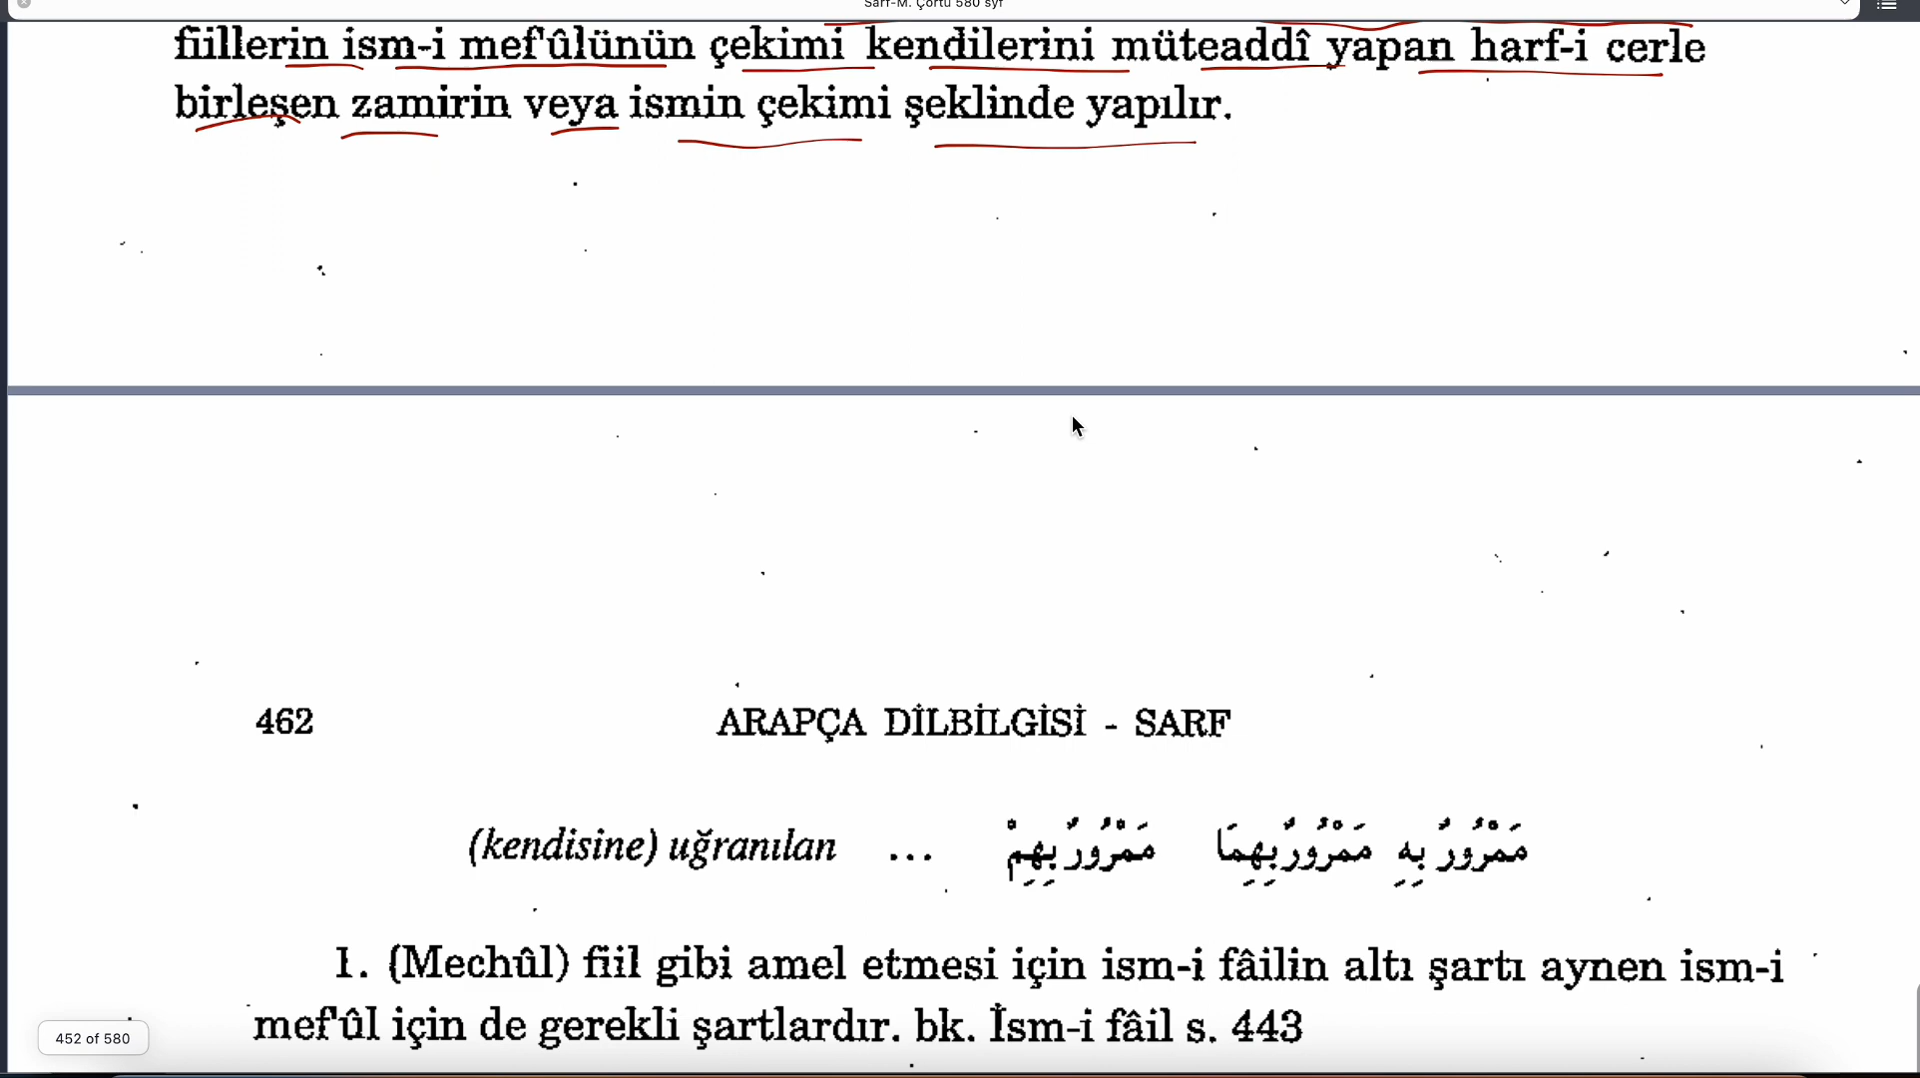 Sarf-M. Çörtü 580 syf
fiillerin ism-i mef'ûlünün çekimi kendilerini müteaddî yapan harf-i cerle
birleşen zamirin veya ismin çekimi şeklinde yapılır.
462 ARAPÇA DİLBİLGİSİ - SARF
(kendisine) uğranılan ... مَمْرُورٌ بِهِ مَمْرُورٌ بِهِمَا مَمْرُورٌ بِهِمْ
1. (Mechûl) fiil gibi amel etmesi için ism-i fâilin altı şartı aynen ism-i
mef'ûl için de gerekli şartlardır. bk. İsm-i fâil s. 443
452 of 580